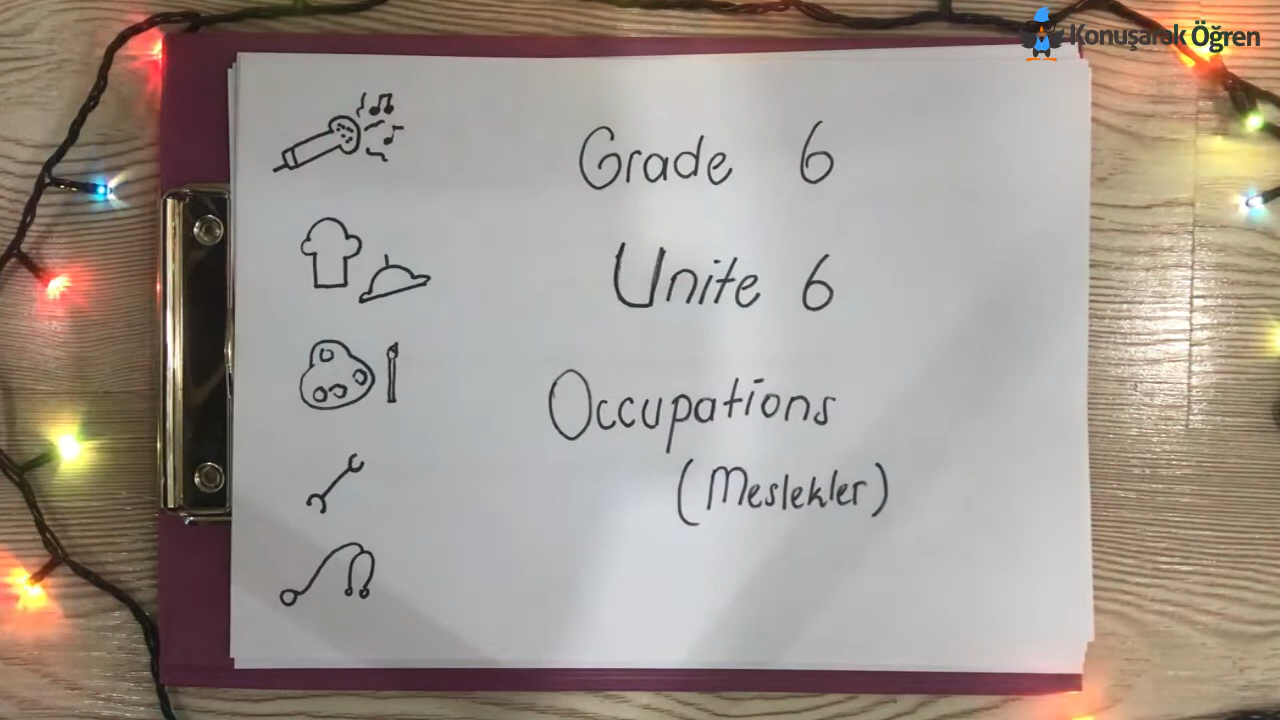 Konuşarak Öğren
Grade 6
Unite 6
Occupations
(Meslekler)